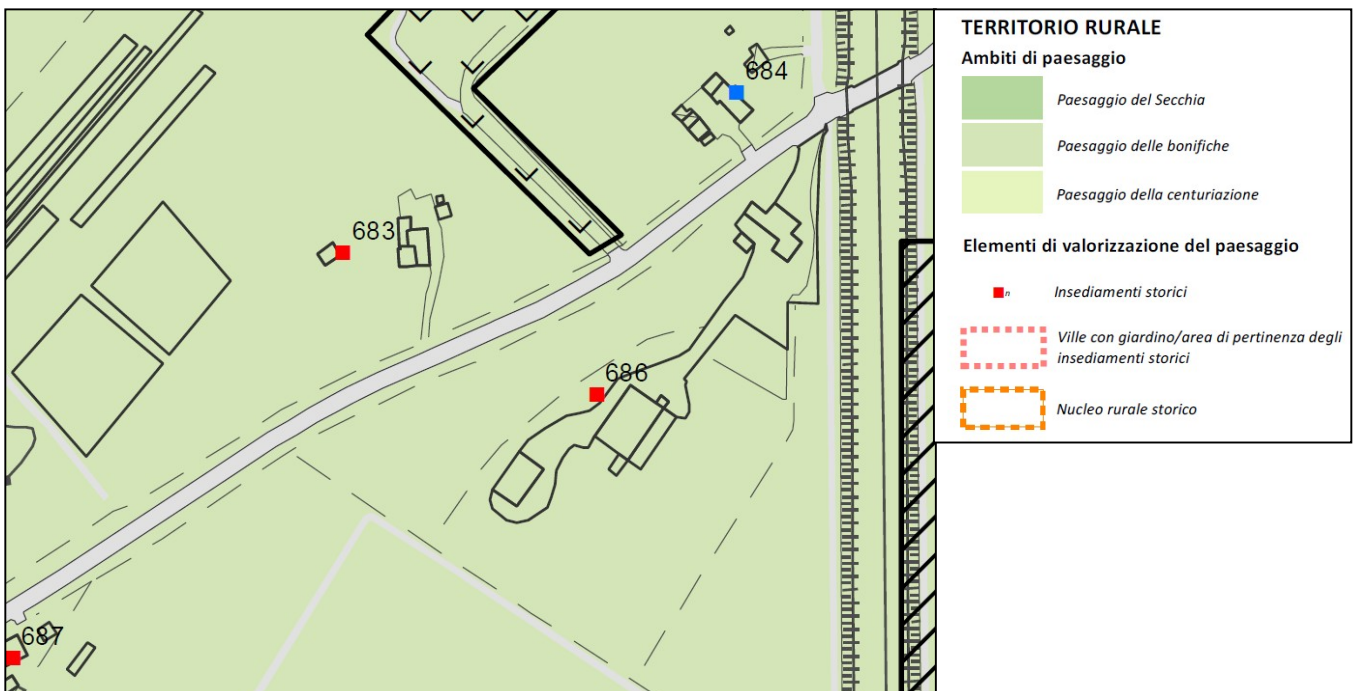 684
683
686
687
TERRITORIO RURALE
Ambiti di paesaggio
Paesaggio del Secchia
Paesaggio delle bonifiche
Paesaggio della centuriazione
Elementi di valorizzazione del paesaggio
n
Insediamenti storici
Ville con giardino/area di pertinenza degli
insediamenti storici
Nucleo rurale storico